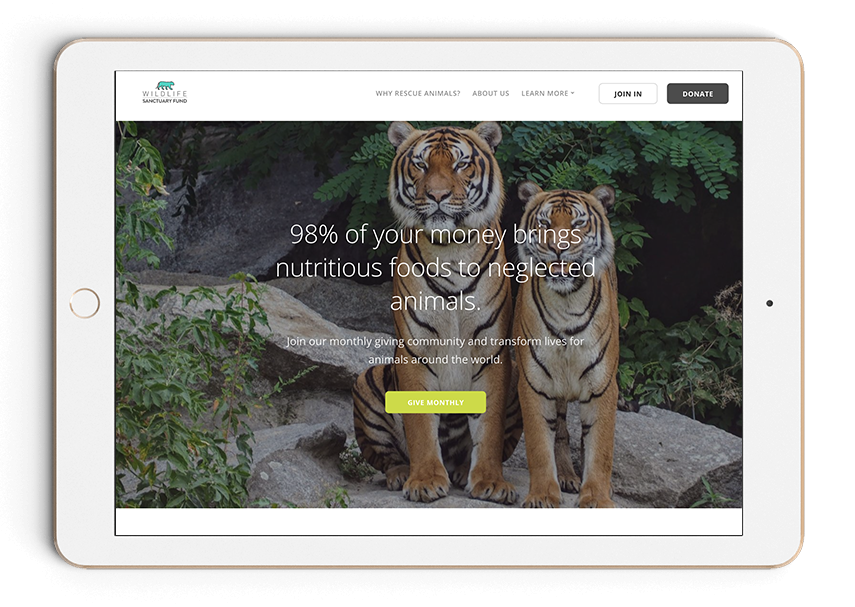 WILDLIFE
SANCTUARY FUND
WHY RESCUE ANIMALS? ABOUT US LEARN MORE JOIN IN DONATE
98% of your money brings
nutritious foods to neglected
animals.
Join our monthly giving community and transform lives for
animals around the world.
GIVE MONTHLY